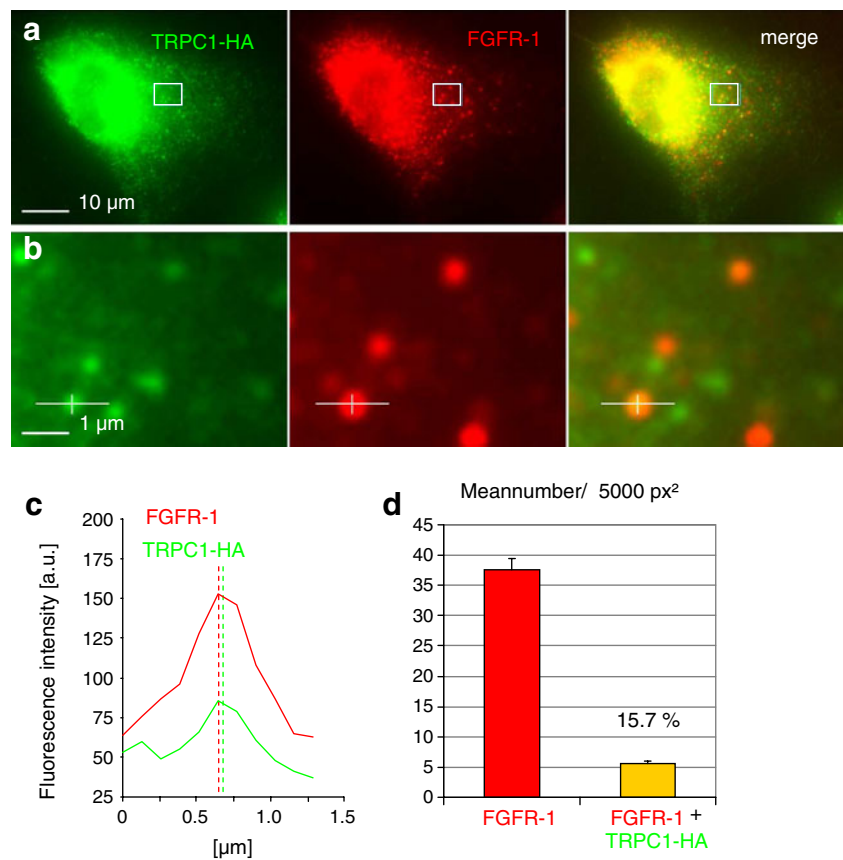 a
TRPC1-HA
FGFR-1
merge
10 µm
b
1 µm
c
200
175
150
125
100
75
50
25
0
0.5
1.0
1.5
Fluorescence intensity [a.u.]
[µm]
FGFR-1
TRPC1-HA
d
Meannumber/ 5000 px²
45
40
35
30
25
20
15
10
5
0
15.7 %
FGFR-1
FGFR-1 +
TRPC1-HA